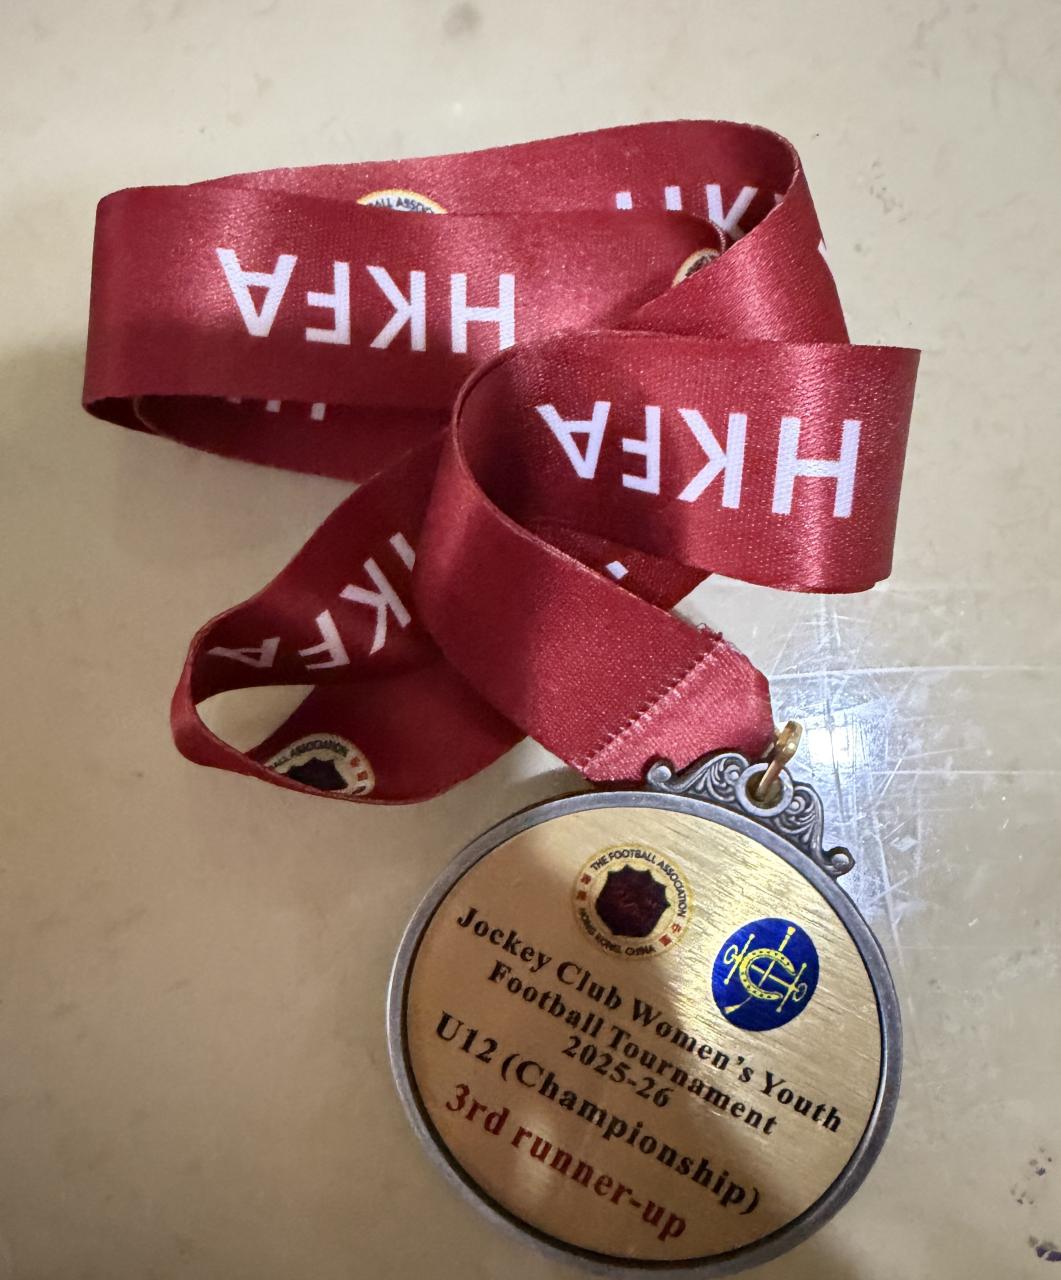 HKFA
HKFA
HKFA
THE FOOTBALL ASSOCIATION
HONG KONG, CHINA
Jockey Club Women's Youth
Football Tournament
2025-26
U12 (Championship)
3rd runner-up